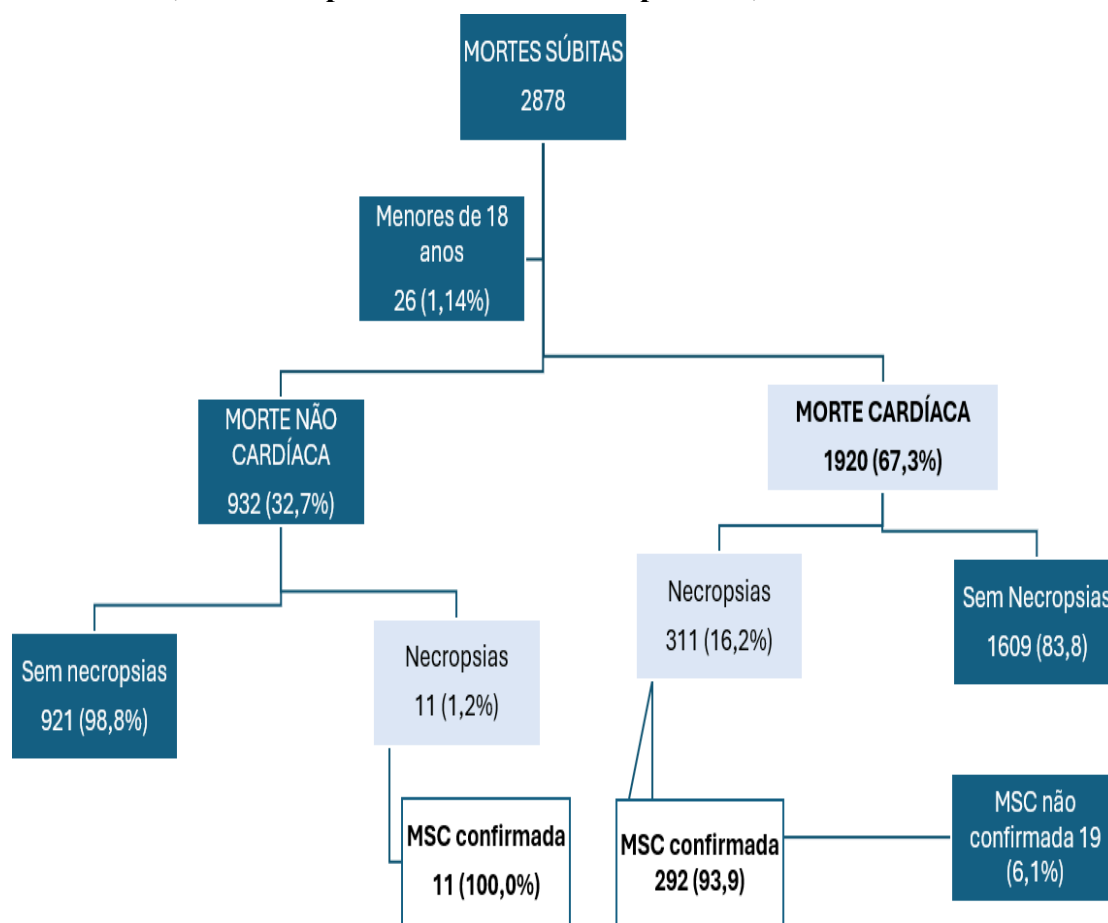 MORTES SÚBITAS
2878
Menores de 18
anos
26 (1,14%)
MORTE NÃO
CARDÍACA
932 (32,7%)
MORTE CARDÍACA
1920 (67,3%)
Sem necropsias
921 (98,8%)
Necropsias
11 (1,2%)
Necropsias
311 (16,2%)
Sem Necropsias
1609 (83,8)
MSC confirmada
11 (100,0%)
MSC confirmada
292 (93,9)
MSC não
confirmada 19
(6,1%)